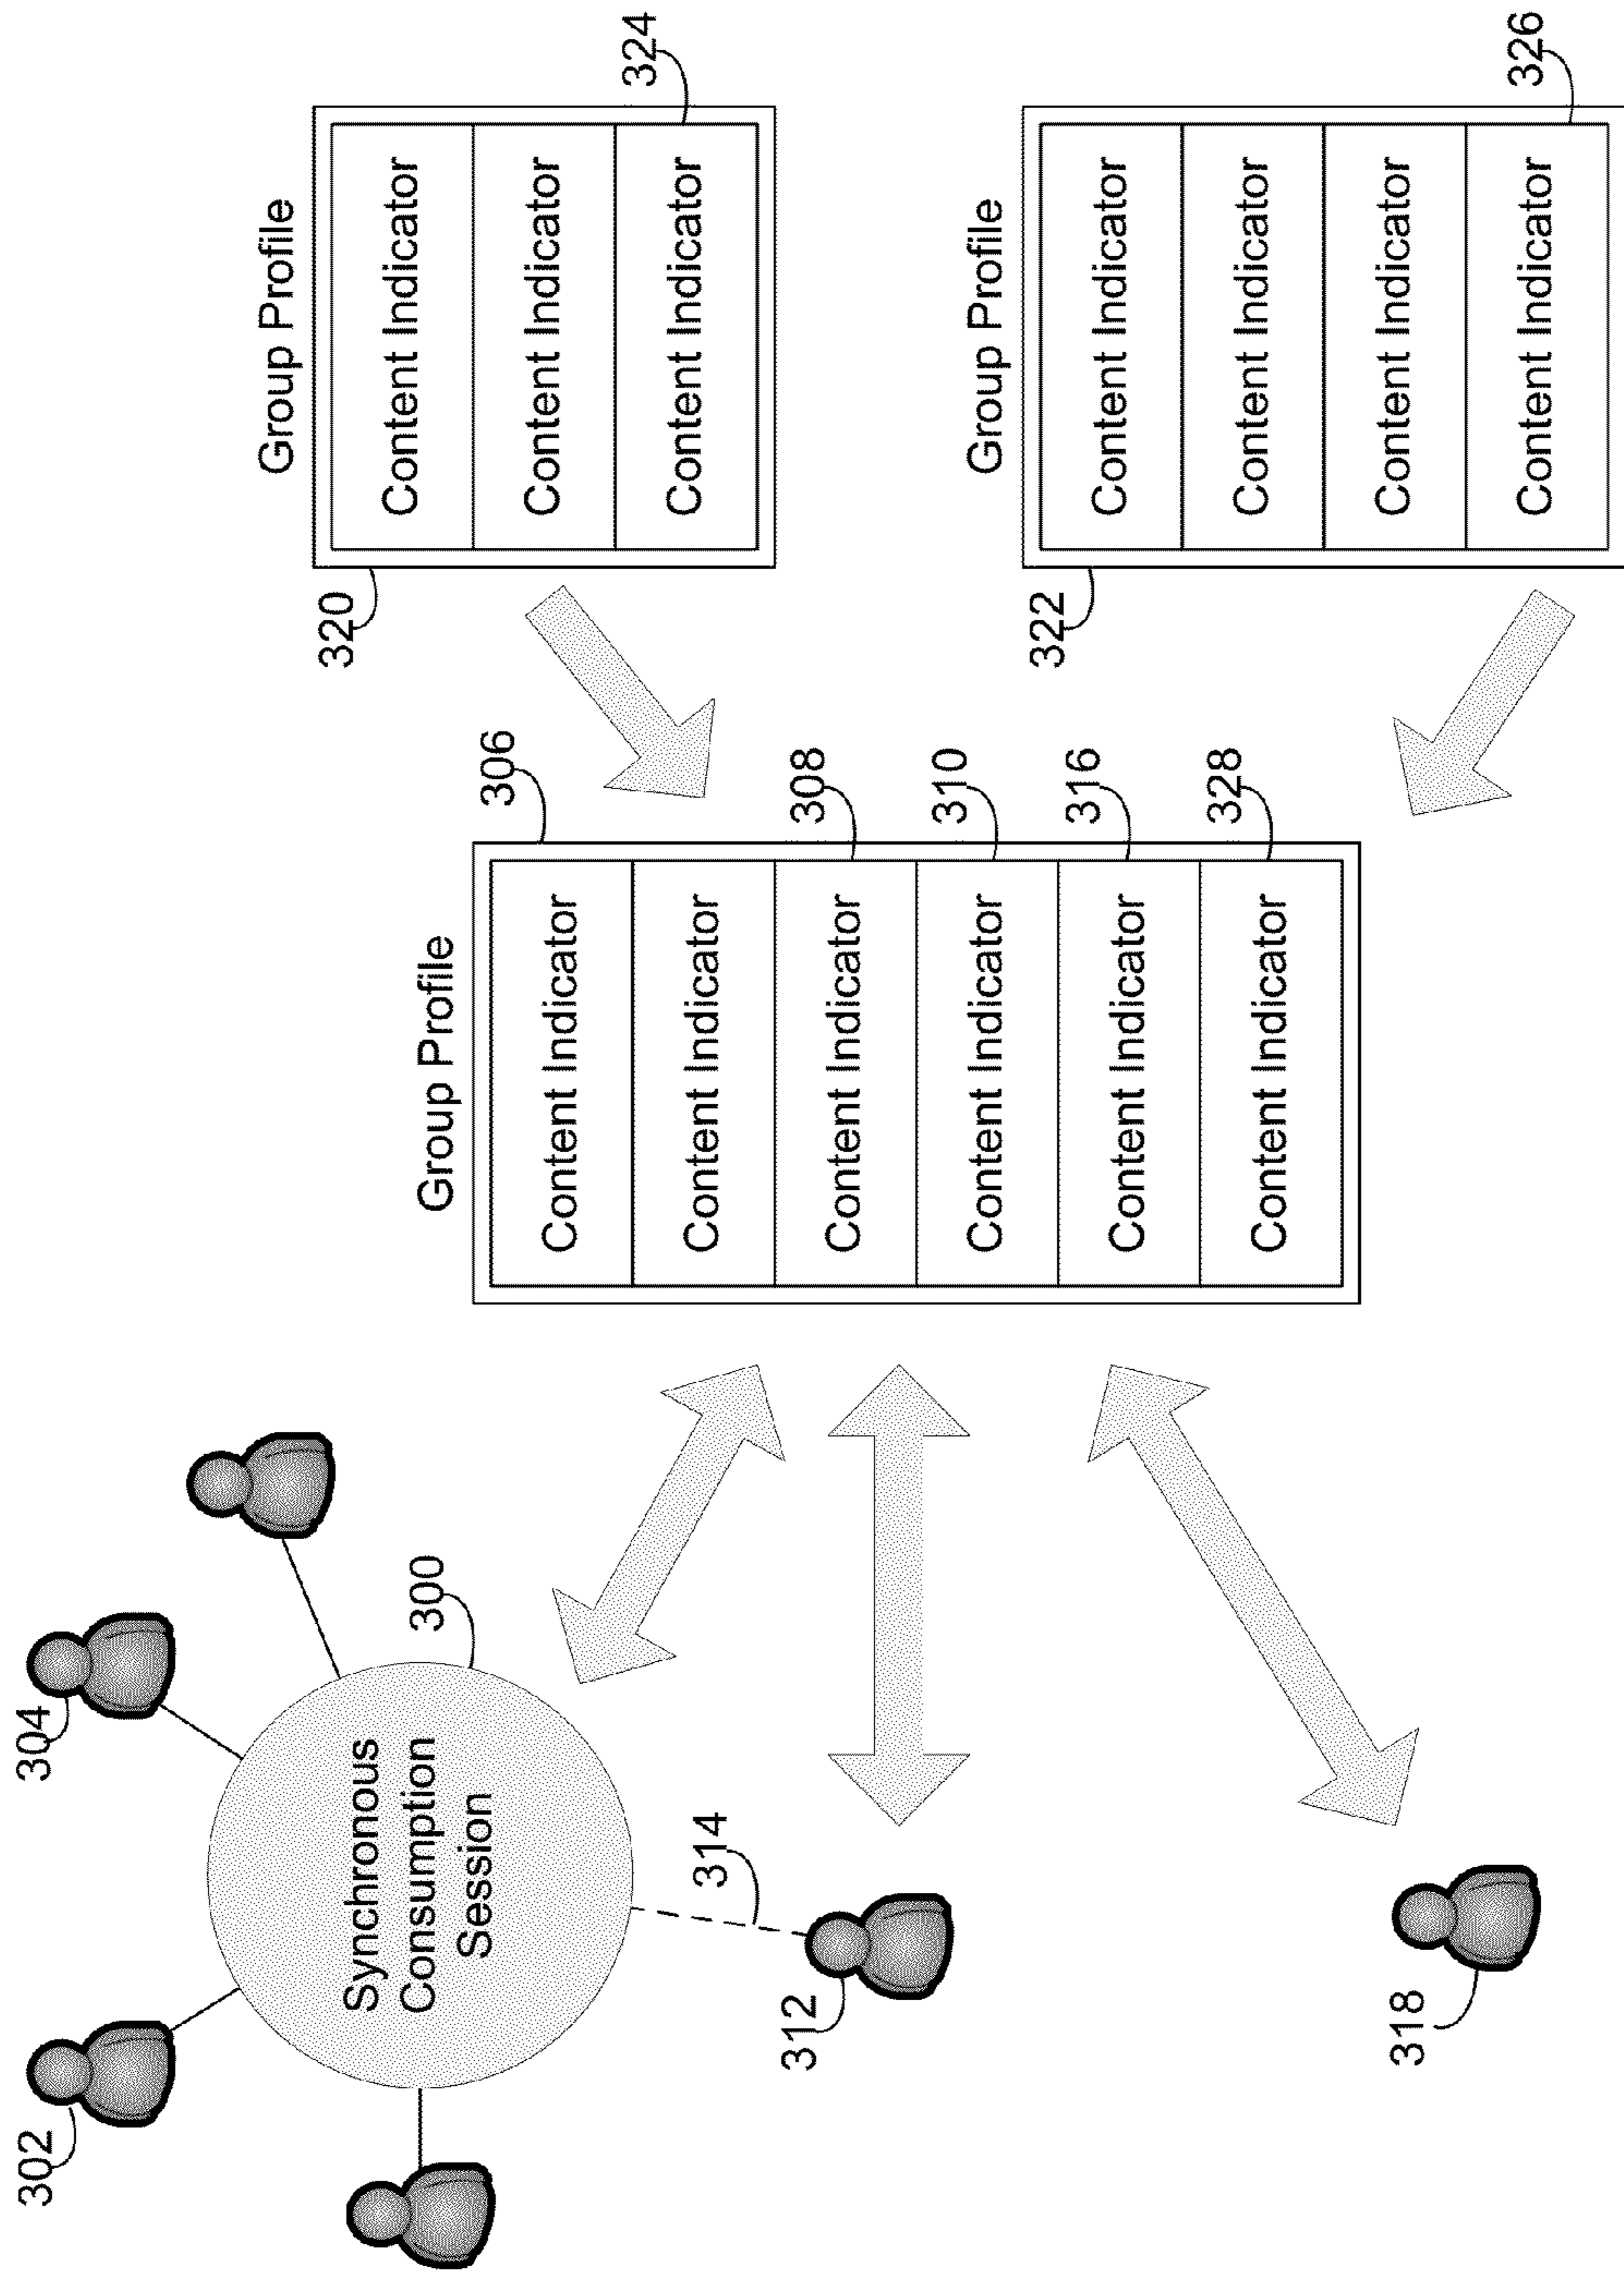 302
304
Synchronous
Consumption
Session
300
312
314
318
Group Profile
306
Content Indicator
Content Indicator
Content Indicator
308
Content Indicator
310
Content Indicator
316
Content Indicator
328
Group Profile
320
Content Indicator
Content Indicator
Content Indicator
324
Group Profile
322
Content Indicator
Content Indicator
Content Indicator
Content Indicator
326